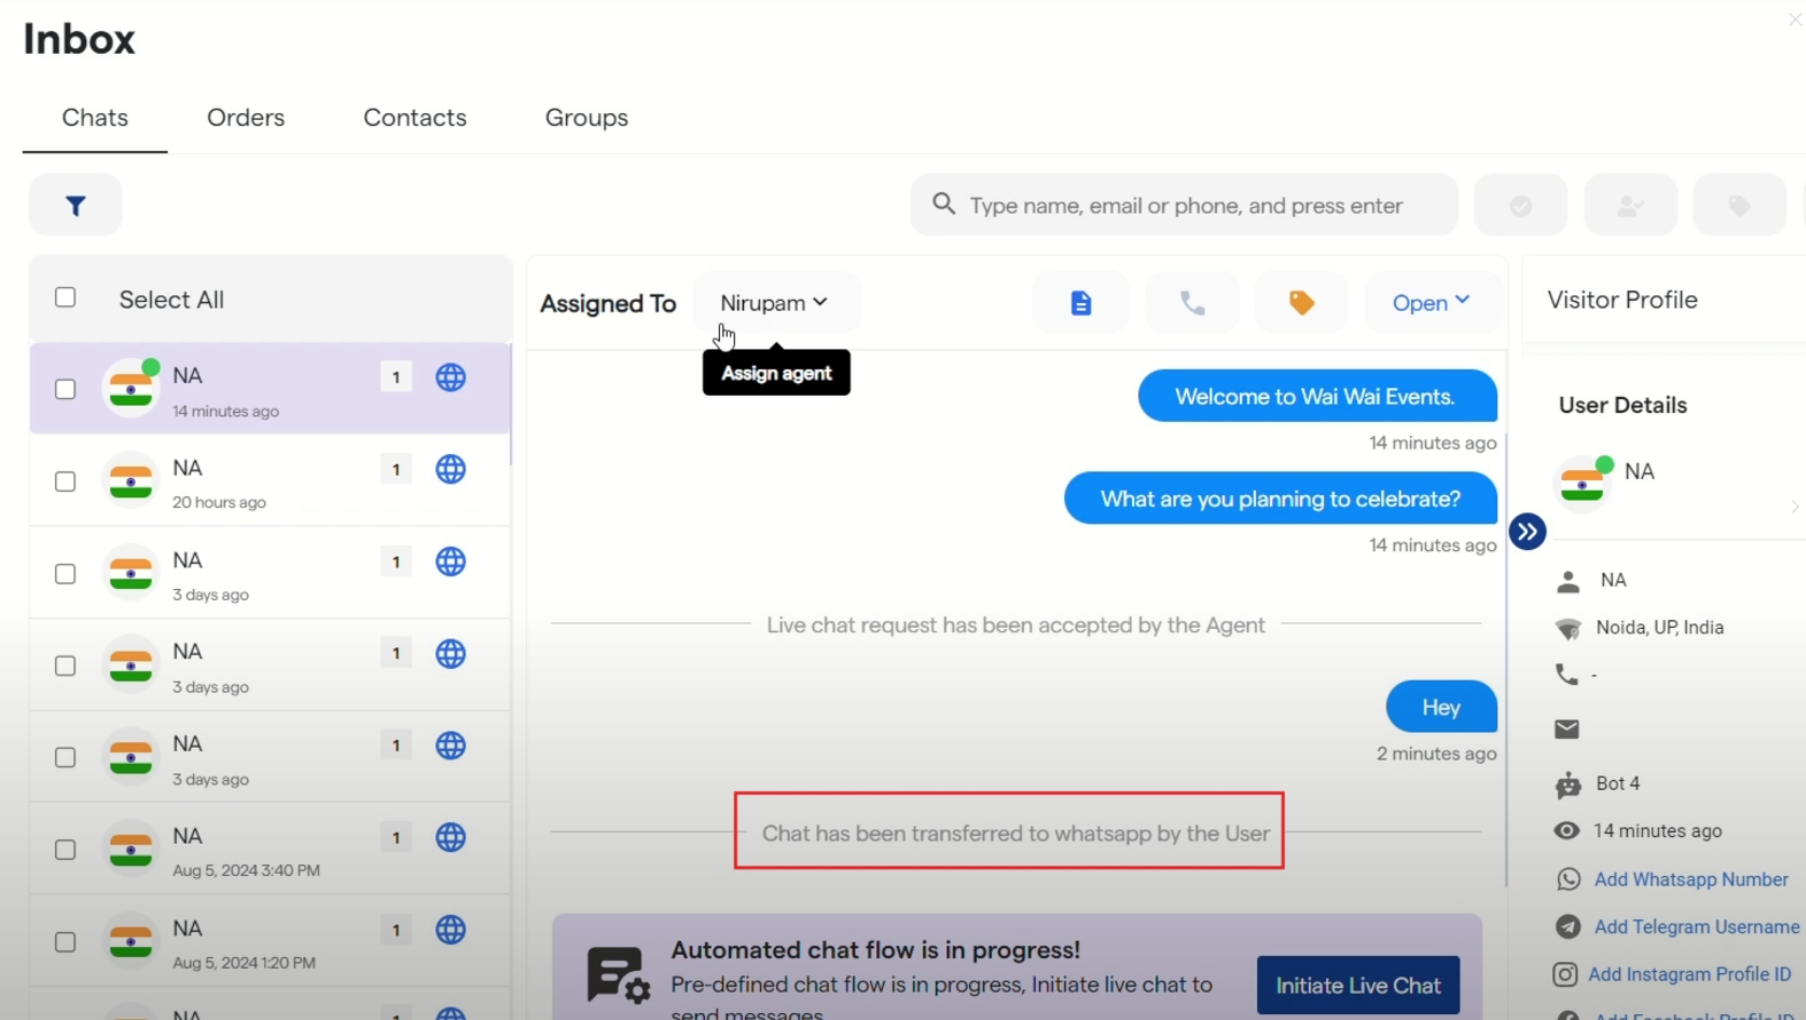 Inbox
Chats
Orders
Contacts
Groups
Type name, email or phone, and press enter
Select All
NA
1
14 minutes ago
NA
1
20 hours ago
NA
1
3 days ago
NA
1
3 days ago
NA
1
3 days ago
NA
1
Aug 5, 2024 3:40 PM
NA
1
Aug 5, 2024 1:20 PM
NA
1
Assigned To
Nirupam
Open
Assign agent
Welcome to Wai Wai Events.
14 minutes ago
What are you planning to celebrate?
14 minutes ago
Live chat request has been accepted by the Agent
Hey
2 minutes ago
Chat has been transferred to whatsapp by the User
Automated chat flow is in progress!
Pre-defined chat flow is in progress, Initiate live chat to
send messages
Initiate Live Chat
Visitor Profile
User Details
NA
NA
Noida, UP, India
-
Bot 4
14 minutes ago
Add Whatsapp Number
Add Telegram Username
Add Instagram Profile ID
Add Facebook Profile ID